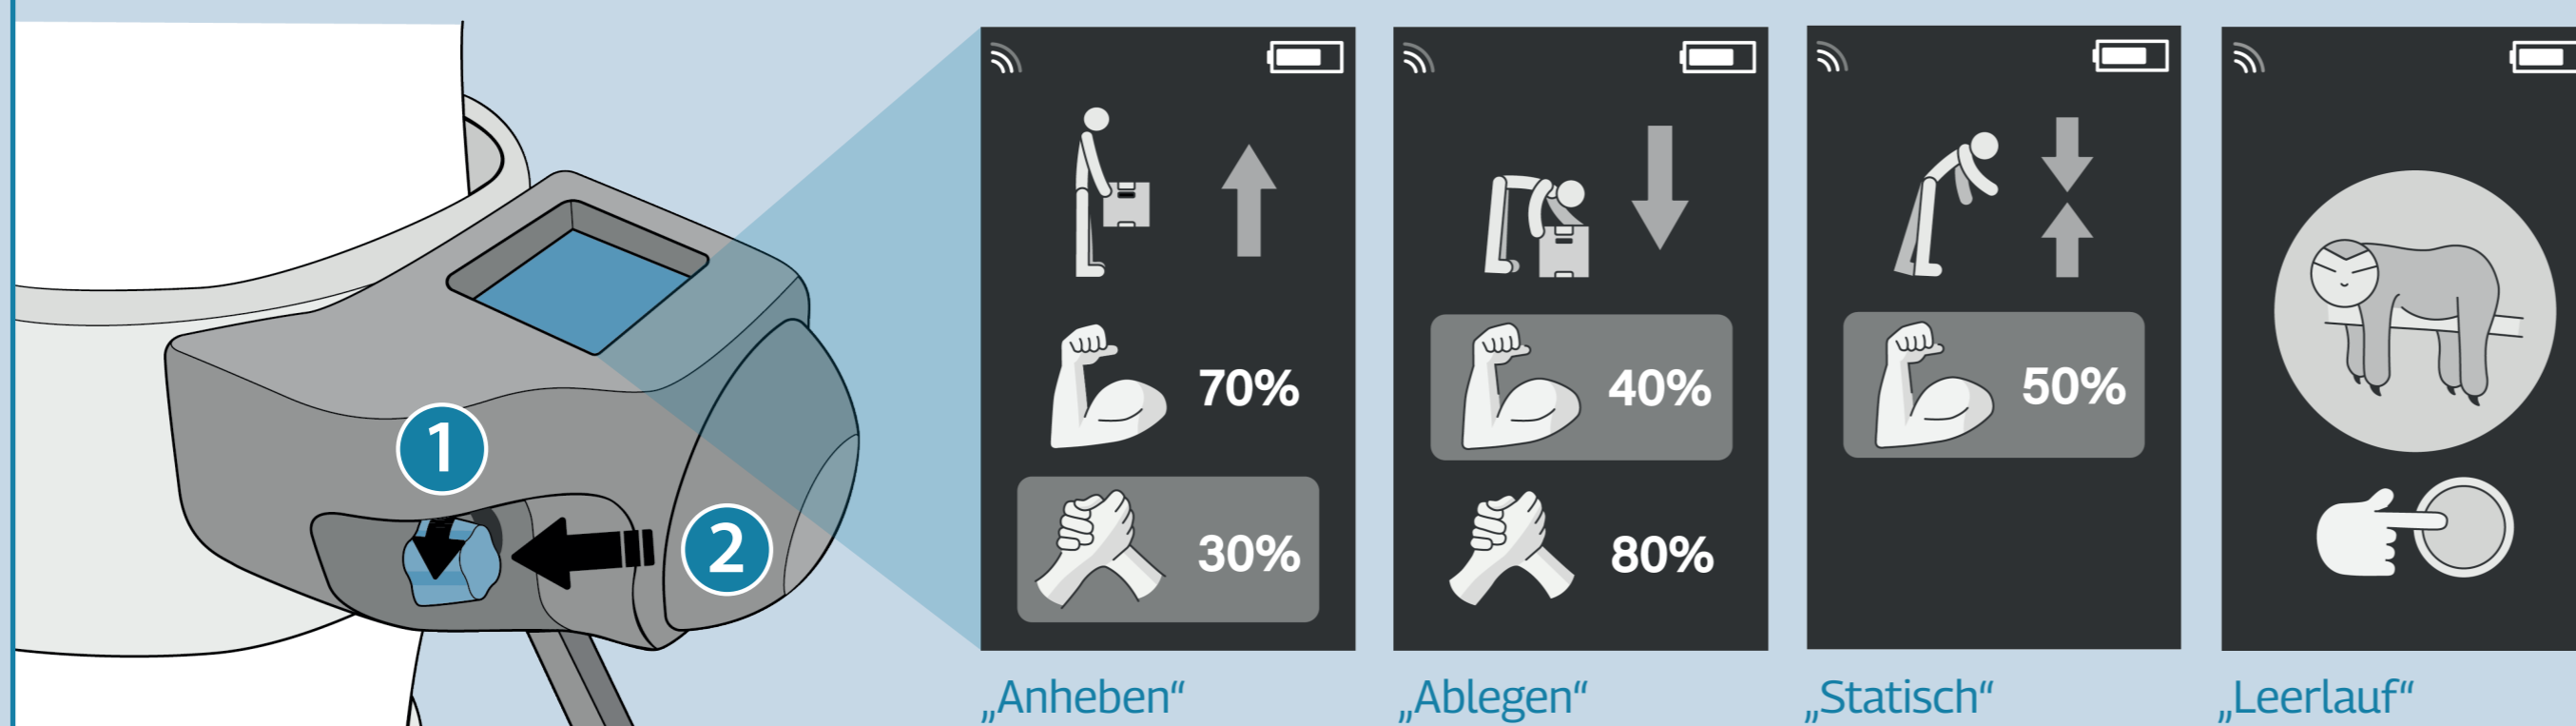 1
2
70%
30%
40%
80%
50%
„Anheben“
„Ablegen“
„Statisch“
„Leerlauf“